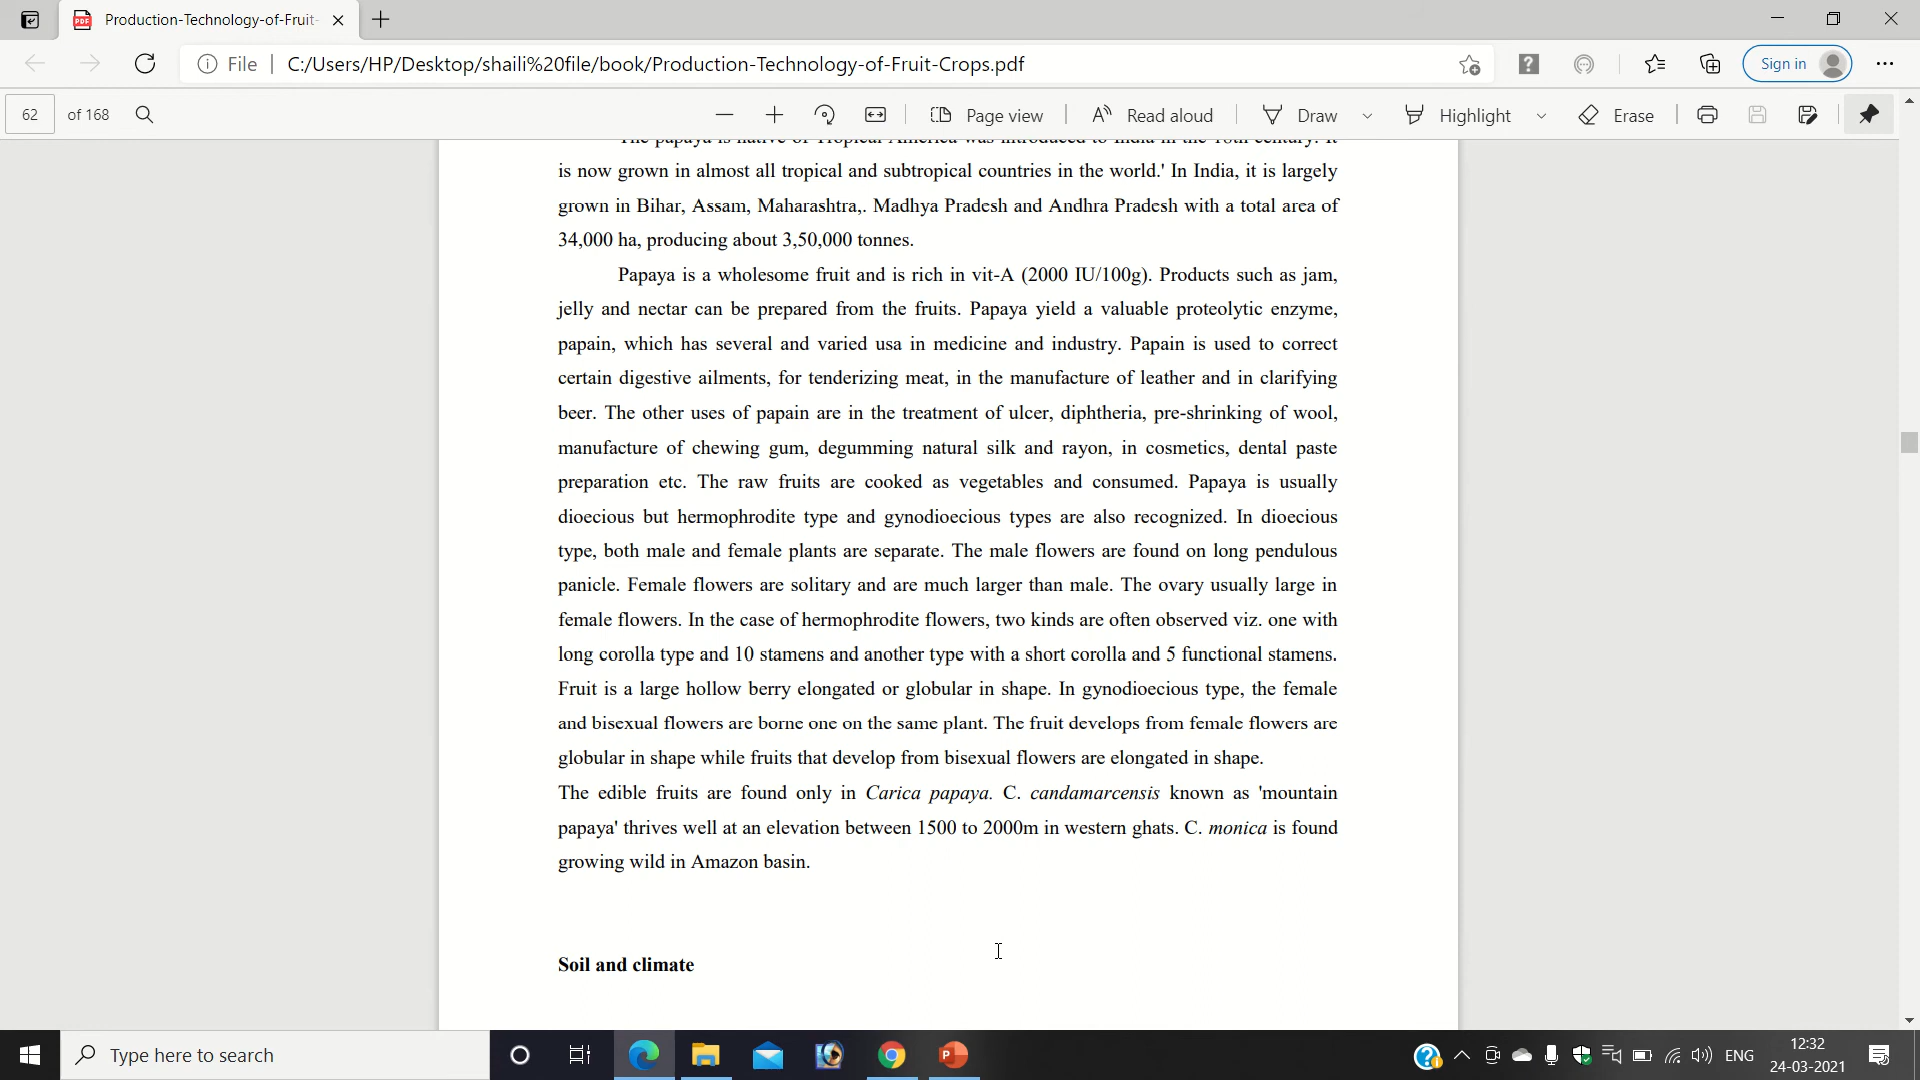 Production-Technology-of-Fruit-
File
C:/Users/HP/Desktop/shaili%20file/book/Production-Technology-of-Fruit-Crops.pdf
Sign in
62 of 168
Page view
Read aloud
Draw
Highlight
Erase
The papaya is native of Tropical America was introduced to India in the 16th century. It
is now grown in almost all tropical and subtropical countries in the world.' In India, it is largely
grown in Bihar, Assam, Maharashtra,. Madhya Pradesh and Andhra Pradesh with a total area of
34,000 ha, producing about 3,50,000 tonnes.
Papaya is a wholesome fruit and is rich in vit-A (2000 IU/100g). Products such as jam,
jelly and nectar can be prepared from the fruits. Papaya yield a valuable proteolytic enzyme,
papain, which has several and varied usa in medicine and industry. Papain is used to correct
certain digestive ailments, for tenderizing meat, in the manufacture of leather and in clarifying
beer. The other uses of papain are in the treatment of ulcer, diphtheria, pre-shrinking of wool,
manufacture of chewing gum, degumming natural silk and rayon, in cosmetics, dental paste
preparation etc. The raw fruits are cooked as vegetables and consumed. Papaya is usually
dioecious but hermophrodite type and gynodioecious types are also recognized. In dioecious
type, both male and female plants are separate. The male flowers are found on long pendulous
panicle. Female flowers are solitary and are much larger than male. The ovary usually large in
female flowers. In the case of hermophrodite flowers, two kinds are often observed viz. one with
long corolla type and 10 stamens and another type with a short corolla and 5 functional stamens.
Fruit is a large hollow berry elongated or globular in shape. In gynodioecious type, the female
and bisexual flowers are borne one on the same plant. The fruit develops from female flowers are
globular in shape while fruits that develop from bisexual flowers are elongated in shape.
The edible fruits are found only in Carica papaya. C. candamarcensis known as 'mountain
papaya' thrives well at an elevation between 1500 to 2000m in western ghats. C. monica is found
growing wild in Amazon basin.
Soil and climate
Type here to search
ENG
12:32
24-03-2021